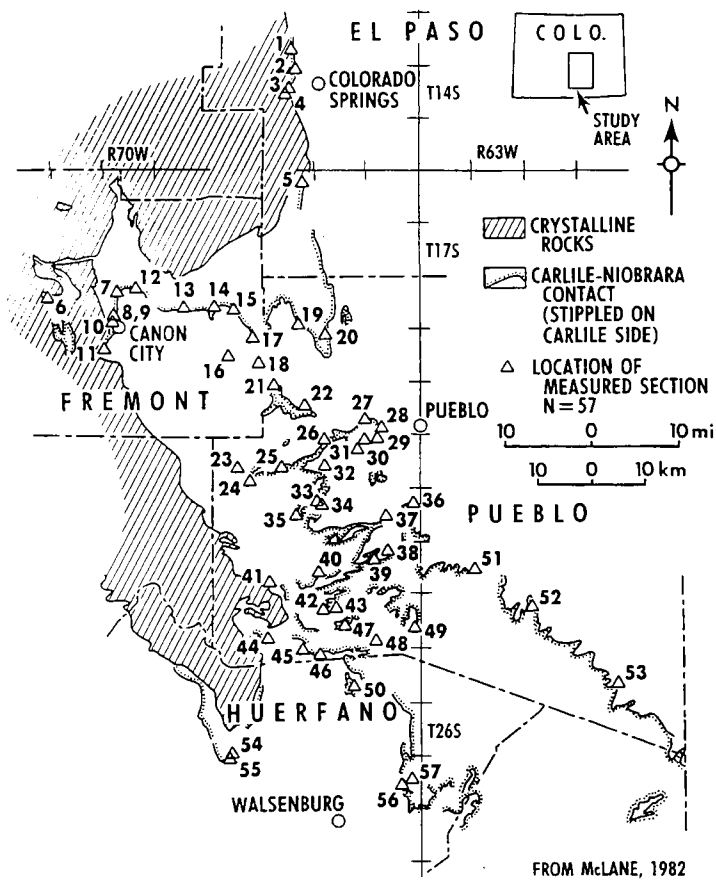 EL PASO
COLO.
STUDY
AREA
N
COLORADO
SPRINGS
T14S
R70W
R63W
T17S
CRYSTALLINE
ROCKS
CARLILE-NIOBRARA
CONTACT
(STIPPLED ON
CARLILE SIDE)
LOCATION OF
MEASURED SECTION
N=57
10 0 10 mi
10 0 10 km
CANON
CITY
FREMONT
PUEBLO
PUEBLO
HUERFANO
T26S
WALSENBURG
1
2
3
4
5
6
7
12
13
14
15
8,9
10
11
16
17
18
19
20
21
22
23
24
25
26
27
28
29
30
31
32
33
34
35
36
37
38
39
40
41
42
43
44
45
46
47
48
49
50
51
52
53
54
55
56
57
FROM McLANE, 1982